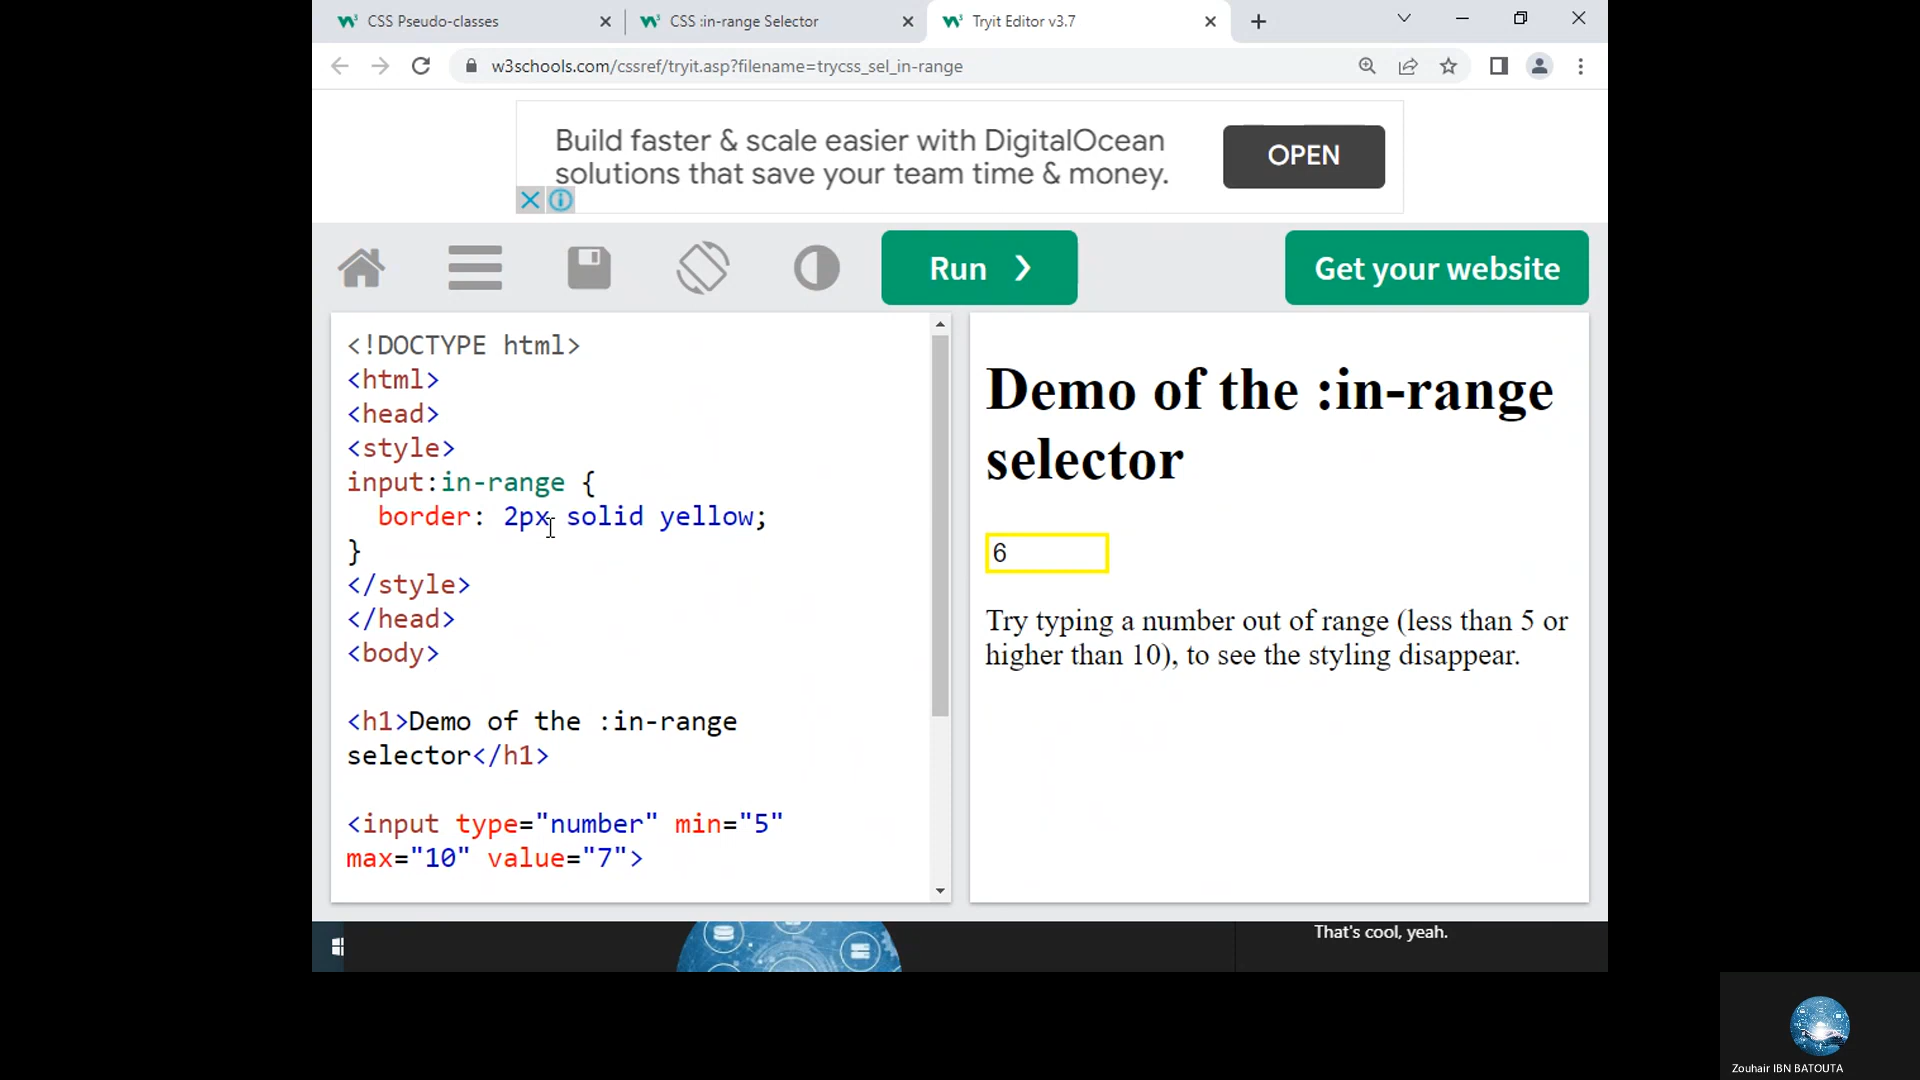 CSS Pseudo-classes
CSS :in-range Selector
Tryit Editor v3.7
w3schools.com/cssref/tryit.asp?filename=trycss_sel_in-range
Build faster & scale easier with DigitalOcean
solutions that save your team time & money.
OPEN
Run
Get your website
<!DOCTYPE html>
<html>
<head>
<style>
input:in-range {
  border: 2px solid yellow;
}
</style>
</head>
<body>
<h1>Demo of the :in-range
selector</h1>
<input type="number" min="5"
max="10" value="7">
Demo of the :in-range
selector
6
Try typing a number out of range (less than 5 or
higher than 10), to see the styling disappear.
That's cool, yeah.
Zouhair IBN BATOUTA